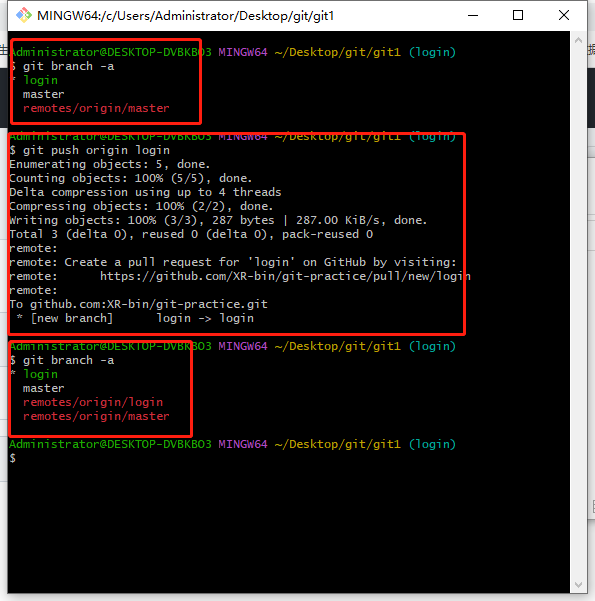 MINGW64:/c/Users/Administrator/Desktop/git/git1
Administrator@DESKTOP-DVBKBO3 MINGW64 ~/Desktop/git/git1 (login)
$ git branch -a
* login
master
remotes/origin/master
Administrator@DESKTOP-DVBKBO3 MINGW64 ~/Desktop/git/git1 (login)
$ git push origin login
Enumerating objects: 5, done.
Counting objects: 100% (5/5), done.
Delta compression using up to 4 threads
Compressing objects: 100% (2/2), done.
Writing objects: 100% (3/3), 287 bytes | 287.00 KiB/s, done.
Total 3 (delta 0), reused 0 (delta 0), pack-reused 0
remote:
remote: Create a pull request for 'login' on GitHub by visiting:
remote:      https://github.com/XR-bin/git-practice/pull/new/login
remote:
To github.com:XR-bin/git-practice.git
* [new branch]      login -> login
Administrator@DESKTOP-DVBKBO3 MINGW64 ~/Desktop/git/git1 (login)
$ git branch -a
* login
master
remotes/origin/login
remotes/origin/master
Administrator@DESKTOP-DVBKBO3 MINGW64 ~/Desktop/git/git1 (login)
$